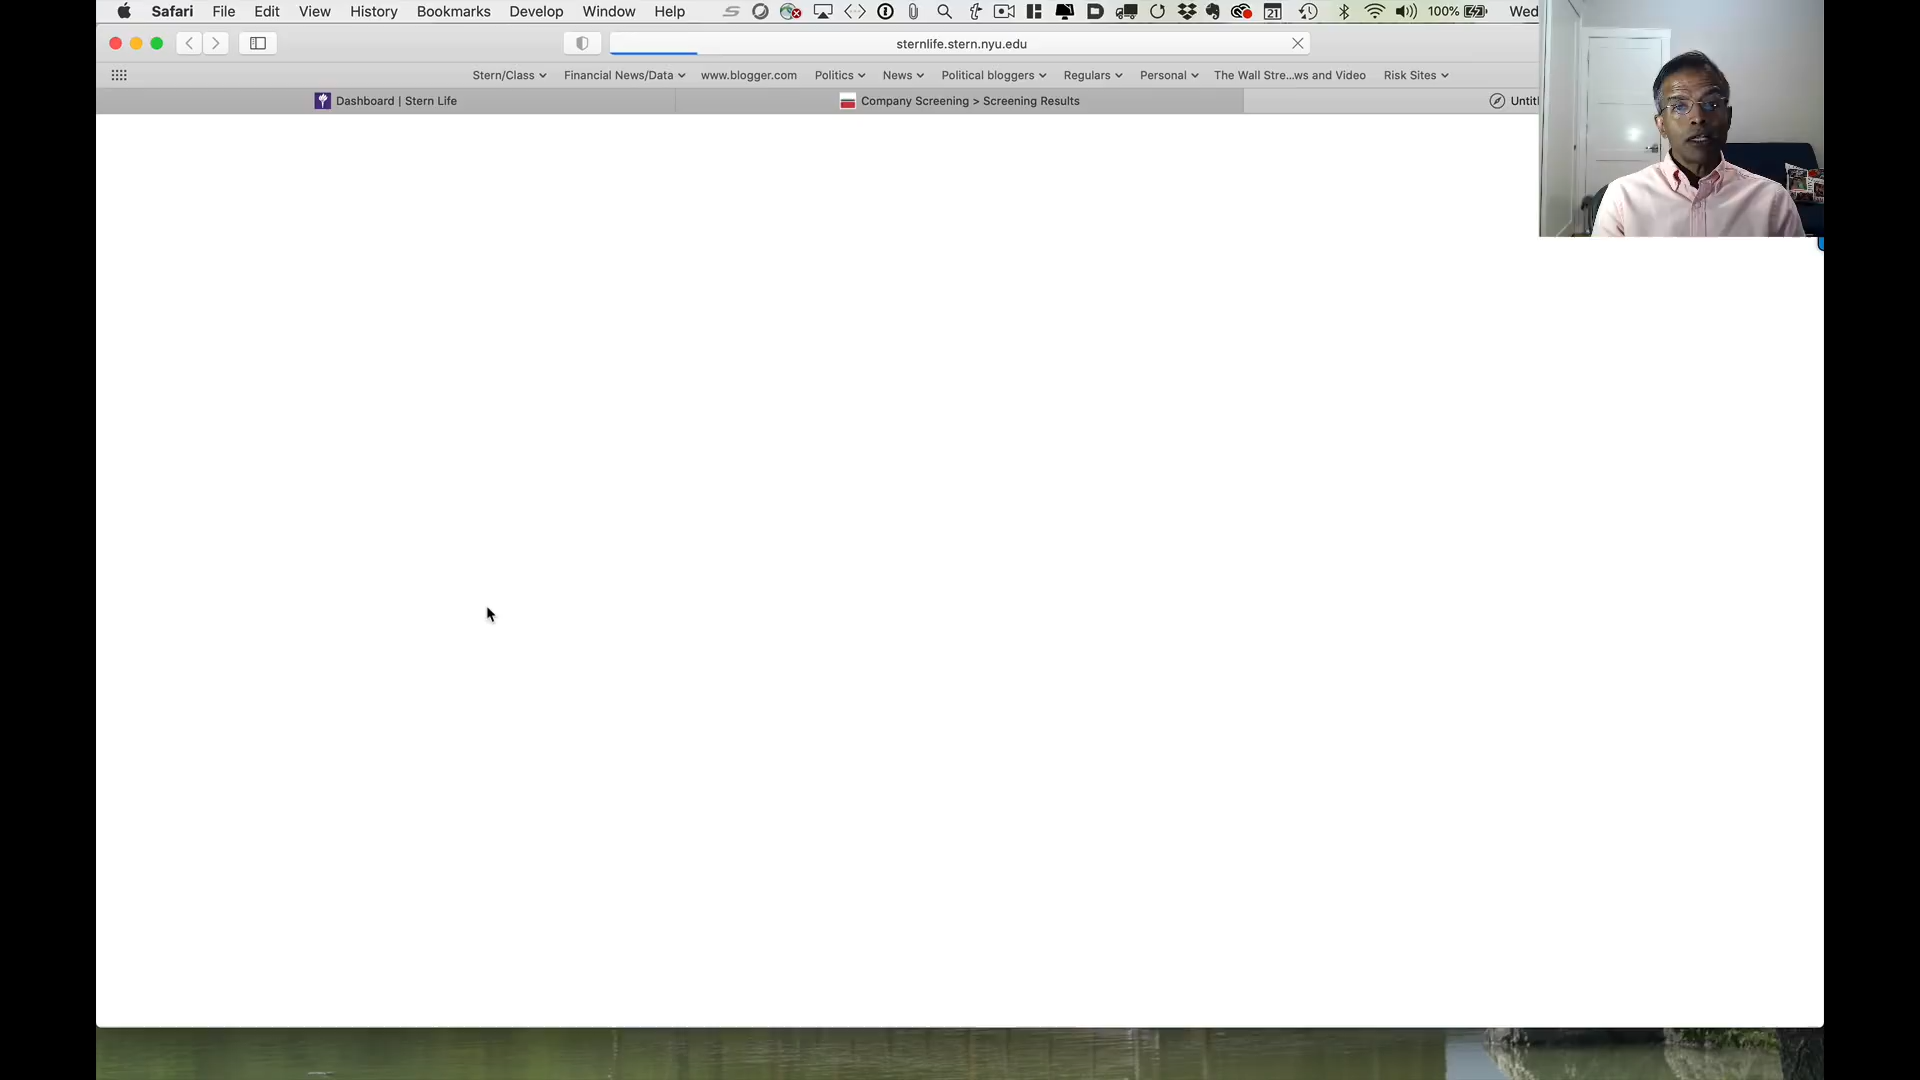 Safari File Edit View History Bookmarks Develop Window Help 21 100% Wed
sternlife.stern.nyu.edu
Stern/Class Financial News/Data www.blogger.com Politics News Political bloggers Regulars Personal The Wall Stre...ws and Video Risk Sites
Dashboard | Stern Life Company Screening > Screening Results Untit